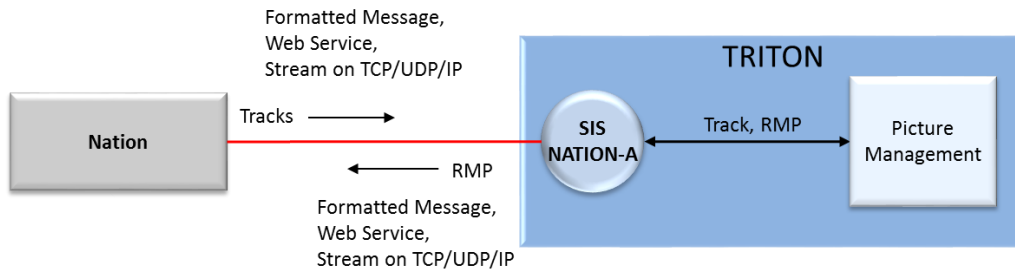 Formatted Message,
Web Service,
Stream on TCP/UDP/IP
TRITON
Tracks
Nation
SIS
NATION-A
Track, RMP
Picture
Management
RMP
Formatted Message,
Web Service,
Stream on TCP/UDP/IP